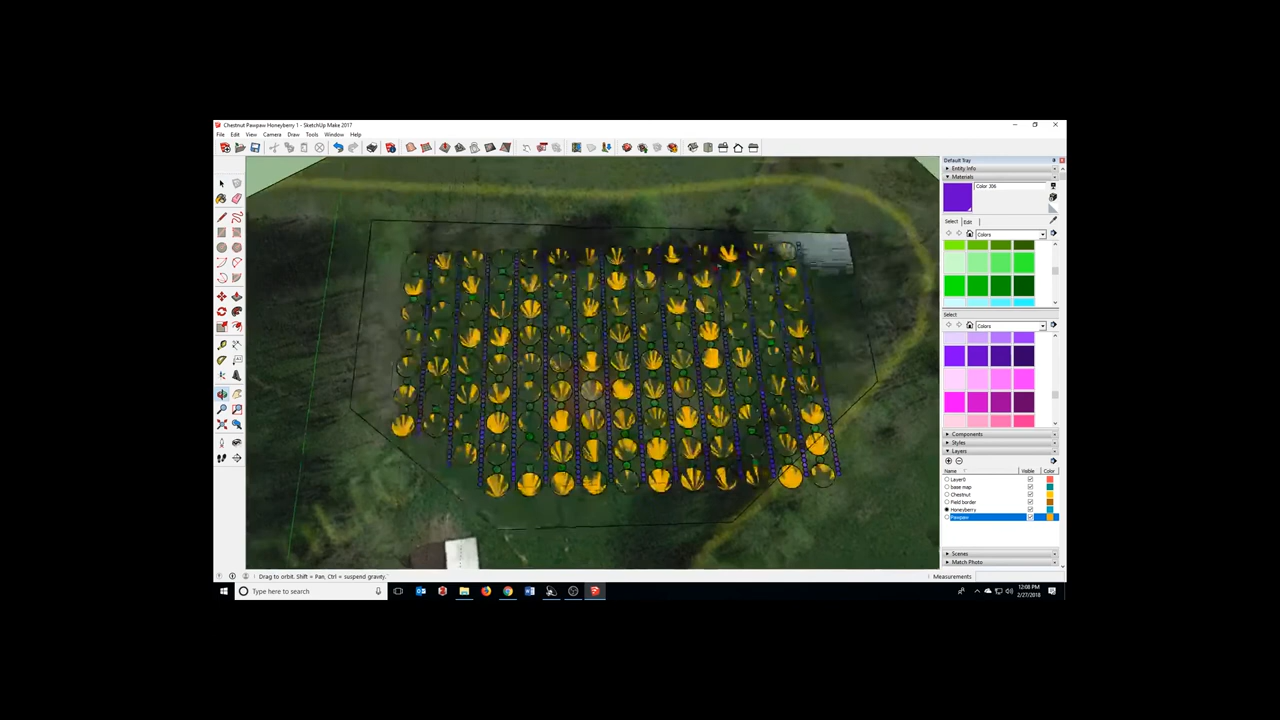 Chestnut Pawpaw Honeyberry 1 - SketchUp Make 2017
File Edit View Camera Draw Tools Window Help
Default Tray
Entity Info
Materials
Color J06
Select Edit
Colors
Select
Colors
Components
Styles
Layers
Name Visible Color
Layer0
base map
Chestnut
Field border
Honeyberry
Pawpaw
Scenes
Match Photo
Drag to orbit. Shift = Pan, Ctrl = suspend gravity.
Measurements
Type here to search
12:08 PM
2/27/2018